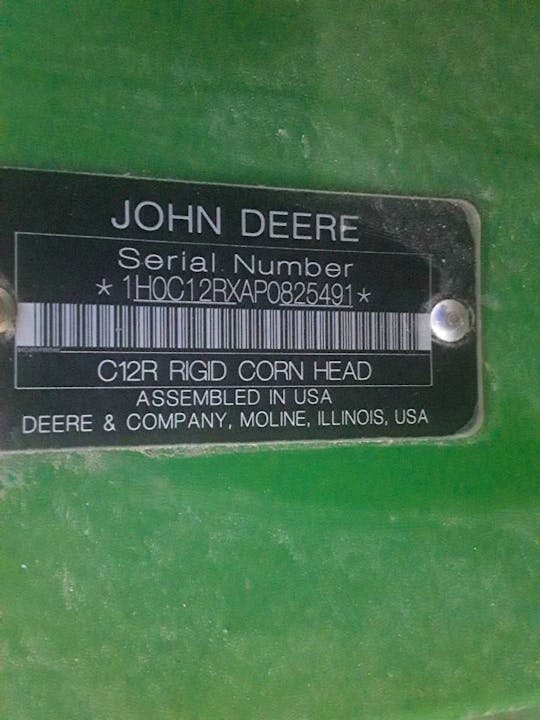 JOHN DEERE
Serial Number
*1H0C12RXAP0825491*
C12R RIGID CORN HEAD
ASSEMBLED IN USA
DEERE & COMPANY, MOLINE, ILLINOIS, USA